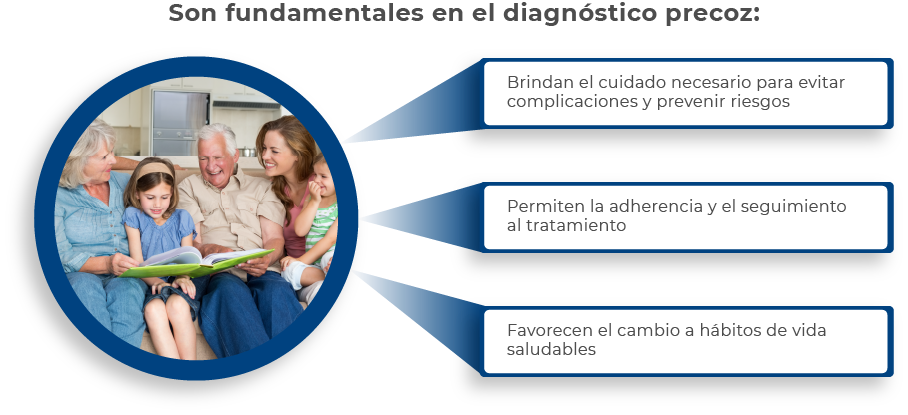 Son fundamentales en el diagnóstico precoz:
Brindan el cuidado necesario para evitar
complicaciones y prevenir riesgos
Permiten la adherencia y el seguimiento
al tratamiento
Favorecen el cambio a hábitos de vida
saludables